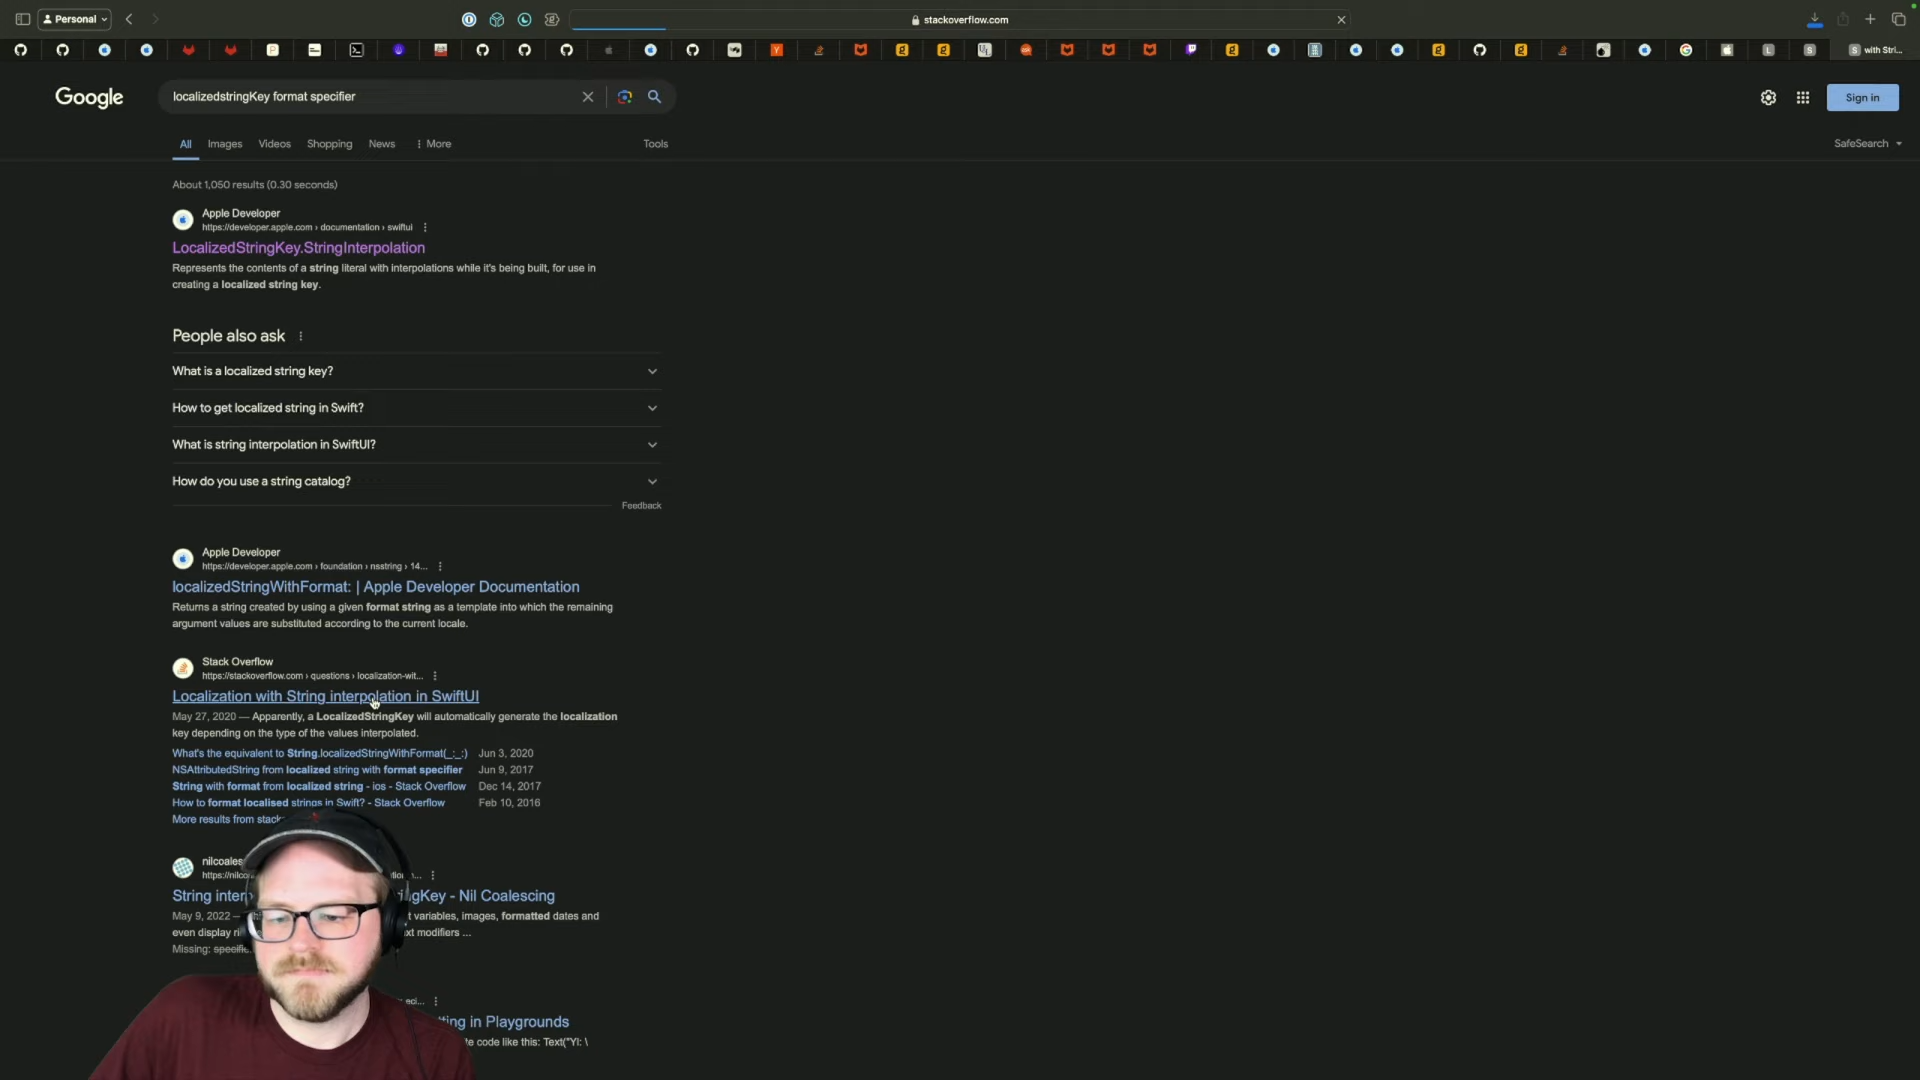 Personal
stackoverflow.com
with Stri...
Google
localizedstringKey format specifier
Sign in
All
Images
Videos
Shopping
News
More
Tools
SafeSearch
About 1,050 results (0.30 seconds)
Apple Developer
https://developer.apple.com › documentation › swiftui
LocalizedStringKey.StringInterpolation
Represents the contents of a string literal with interpolations while it's being built, for use in
creating a localized string key.
People also ask
What is a localized string key?
How to get localized string in Swift?
What is string interpolation in SwiftUI?
How do you use a string catalog?
Feedback
Apple Developer
https://developer.apple.com › foundation › nsstring › 14...
localizedStringWithFormat: | Apple Developer Documentation
Returns a string created by using a given format string as a template into which the remaining
argument values are substituted according to the current locale.
Stack Overflow
https://stackoverflow.com › questions › localization-wit...
Localization with String interpolation in SwiftUI
May 27, 2020 — Apparently, a LocalizedStringKey will automatically generate the localization
key depending on the type of the values interpolated.
What's the equivalent to String.localizedStringWithFormat(_:_:) Jun 3, 2020
NSAttributedString from localized string with format specifier Jun 9, 2017
String with format from localized string - ios - Stack Overflow Dec 14, 2017
How to format localised strings in Swift? - Stack Overflow Feb 10, 2016
More results from
String Key - Nil Coalescing
May 9, 2022 — variables, images, formatted dates and
even display modifiers ...
Missing:
in Playgrounds
code like this: Text("Yl: \